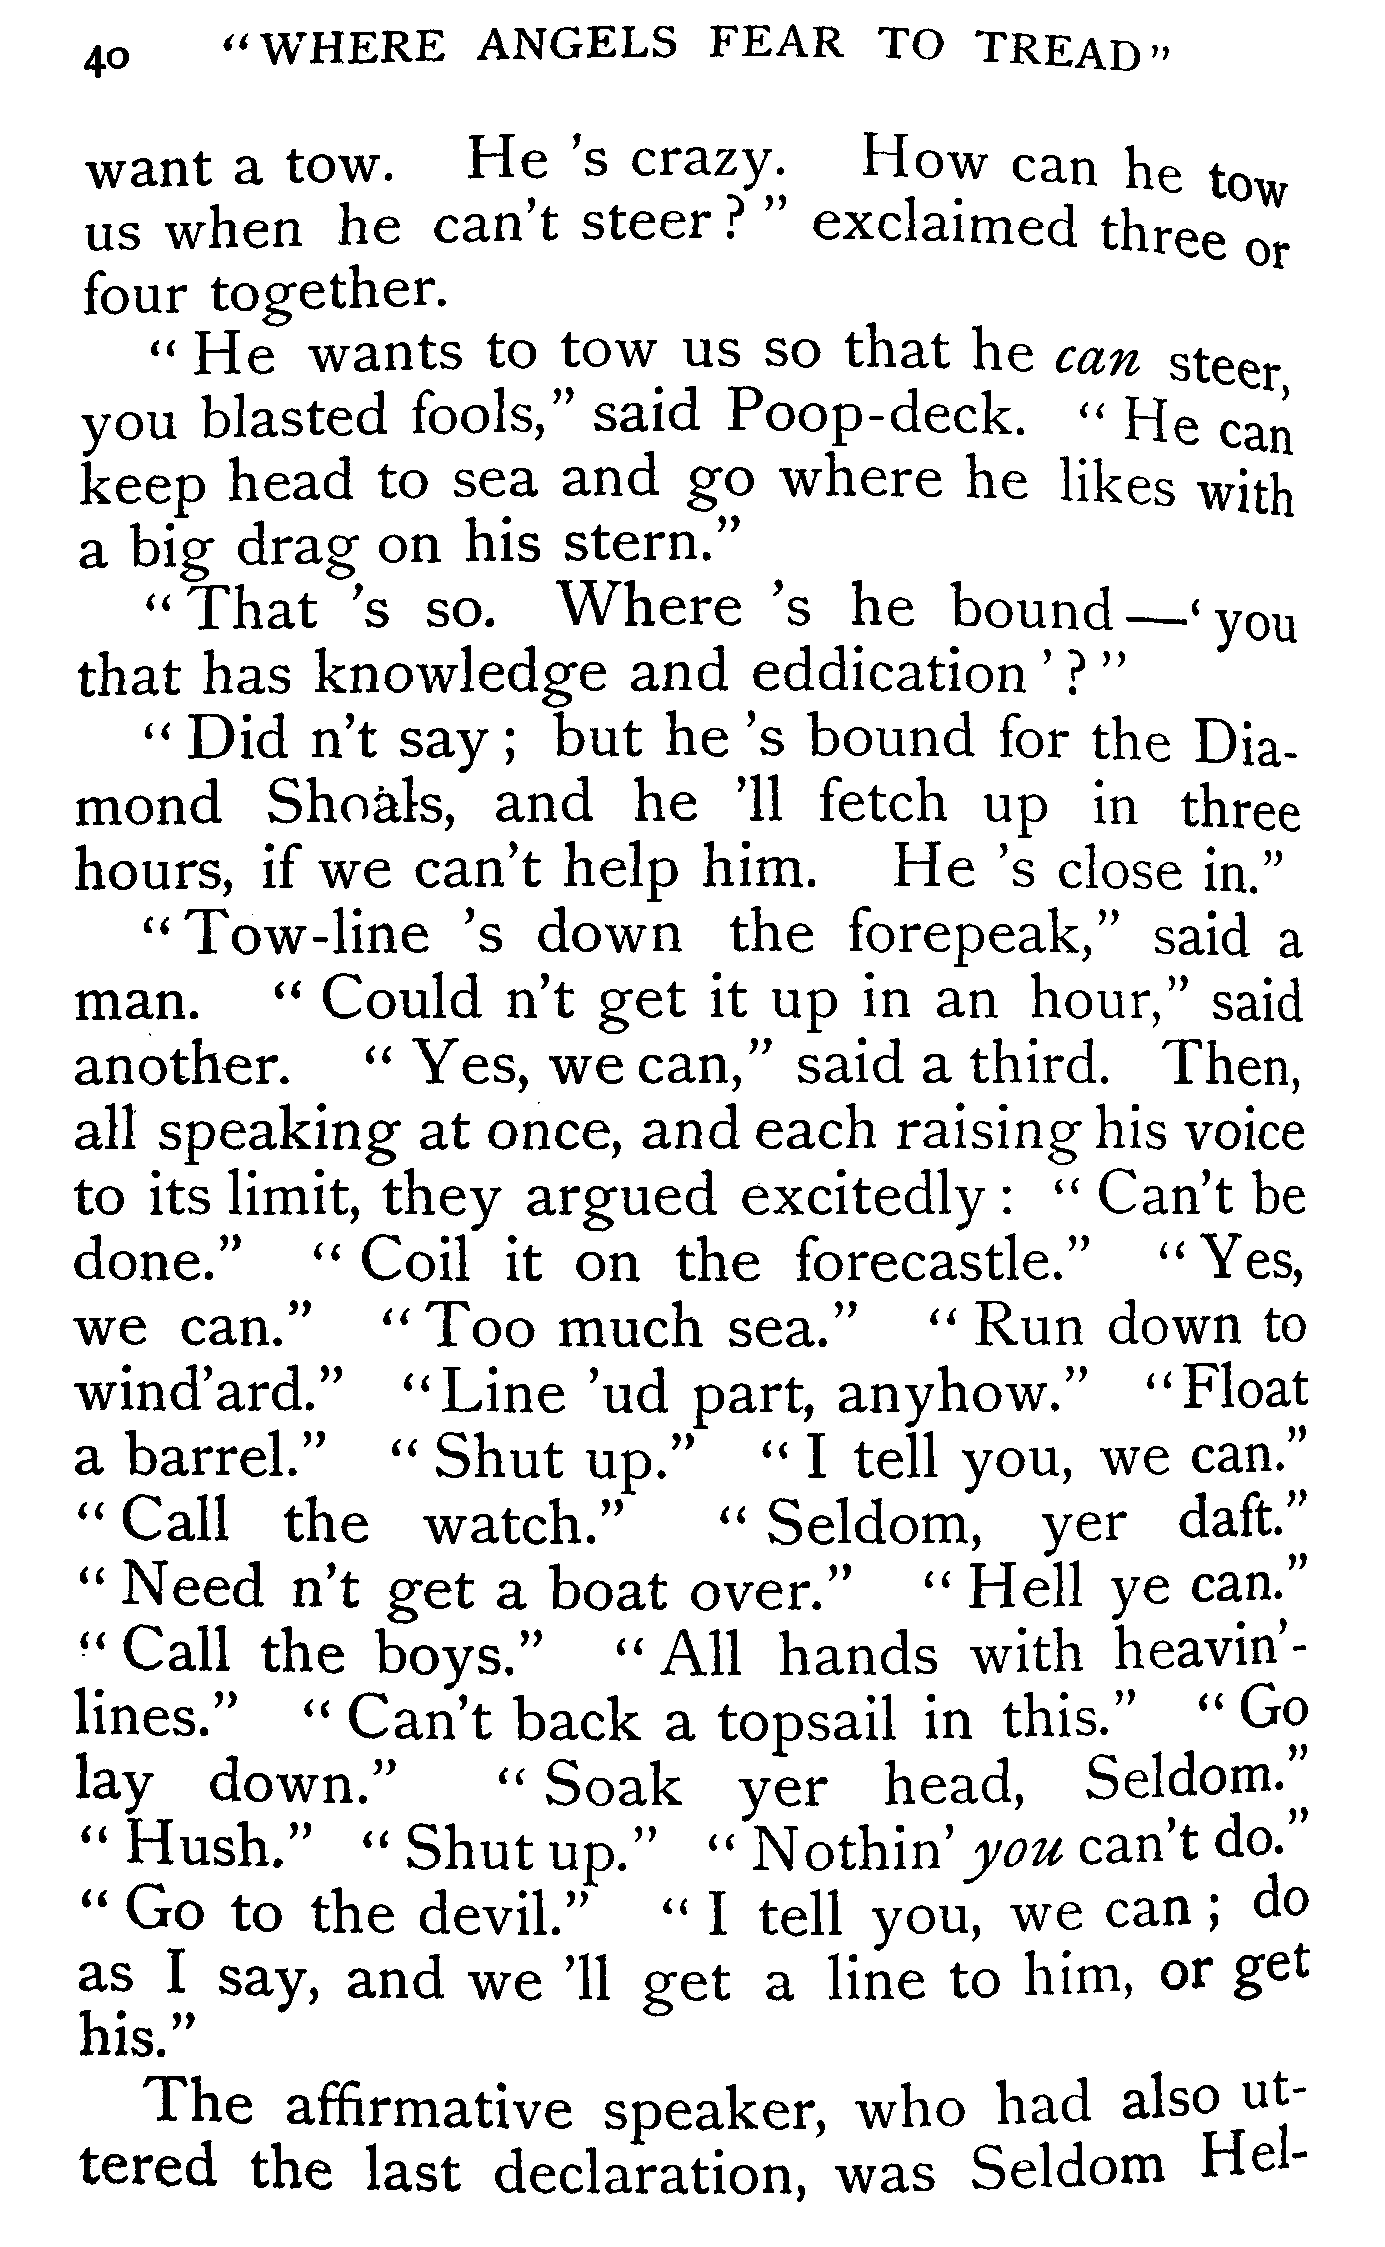 40 "WHERE ANGELS FEAR TO TREAD"
want a tow. He 's crazy. How can he tow
us when he can't steer?" exclaimed three or
four together.
"He wants to tow us so that he can steer,
you blasted fools," said Poop-deck. "He can
keep head to sea and go where he likes with
a big drag on his stern."
"That 's so. Where 's he bound—'you
that has knowledge and eddication'?"
"Did n't say; but he 's bound for the Dia-
mond Shoals, and he 'll fetch up in three
hours, if we can't help him. He 's close in."
"Tow-line 's down the forepeak," said a
man. "Could n't get it up in an hour," said
another. "Yes, we can," said a third. Then,
all speaking at once, and each raising his voice
to its limit, they argued excitedly: "Can't be
done." "Coil it on the forecastle." "Yes,
we can." "Too much sea." "Run down to
wind'ard." "Line 'ud part, anyhow." "Float
a barrel." "Shut up." "I tell you, we can."
"Call the watch." "Seldom, yer daft."
"Need n't get a boat over." "Hell ye can."
"Call the boys." "All hands with heavin'-
lines." "Can't back a topsail in this." "Go
lay down." "Soak yer head, Seldom."
"Hush." "Shut up." "Nothin' you can't do."
"Go to the devil." "I tell you, we can; do
as I say, and we 'll get a line to him, or get
his."
The affirmative speaker, who had also ut-
tered the last declaration, was Seldom Hel-